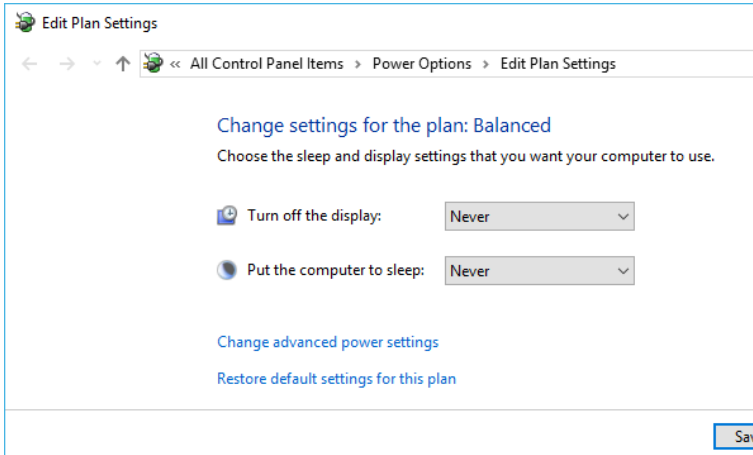 Edit Plan Settings
« All Control Panel Items > Power Options > Edit Plan Settings
Change settings for the plan: Balanced
Choose the sleep and display settings that you want your computer to use.
Turn off the display: Never
Put the computer to sleep: Never
Change advanced power settings
Restore default settings for this plan